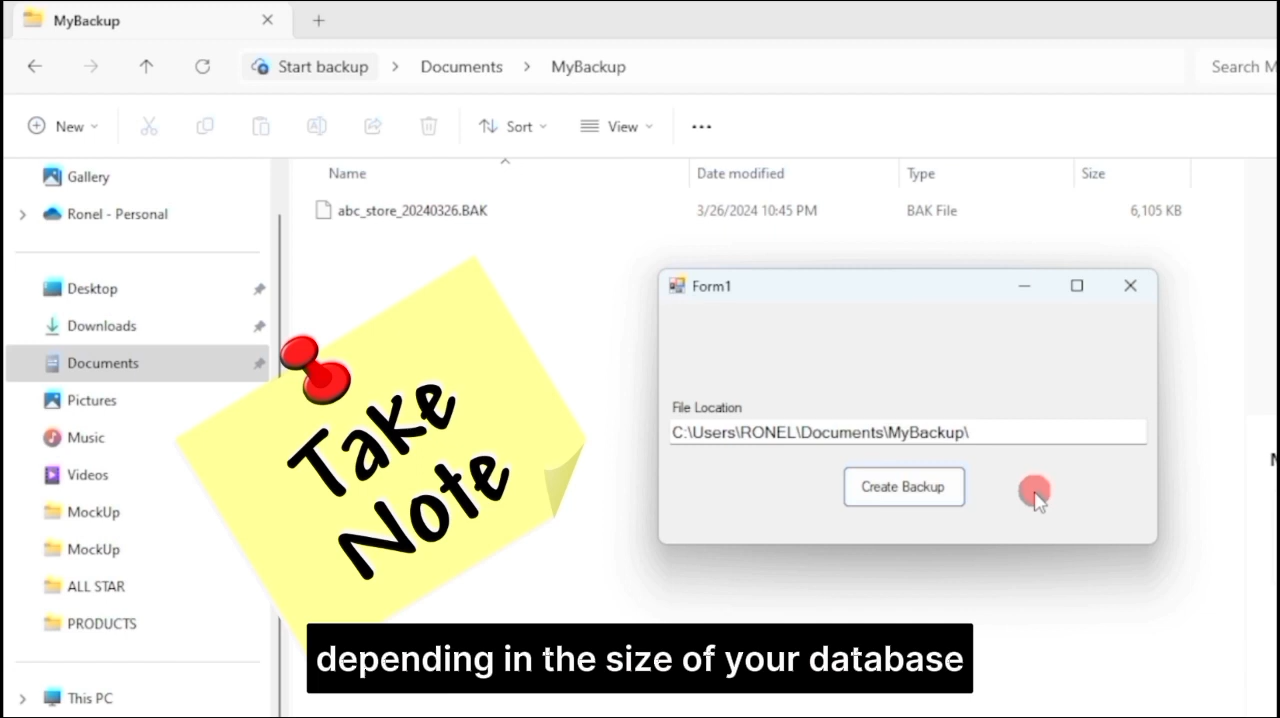 MyBackup
Start backup > Documents > MyBackup
Search M
New
Sort
View
Name
Date modified
Type
Size
abc_store_20240326.BAK
3/26/2024 10:45 PM
BAK File
6,105 KB
Gallery
Ronel - Personal
Desktop
Downloads
Documents
Pictures
Music
Videos
MockUp
MockUp
ALL STAR
PRODUCTS
This PC
Take
Note
Form1
File Location
C:\Users\RONEL\Documents\MyBackup\
Create Backup
depending in the size of your database